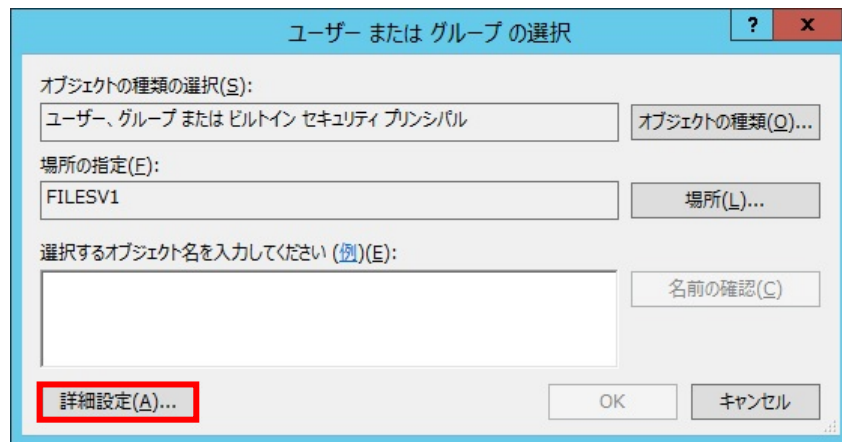 ユーザー または グループ の選択
? x
オブジェクトの種類の選択(S):
ユーザー、グループ または ビルトイン セキュリティ プリンシパル
オブジェクトの種類(O)...
場所の指定(F):
FILESV1
場所(L)...
選択するオブジェクト名を入力してください (例)(E):
名前の確認(C)
詳細設定(A)...
OK
キャンセル